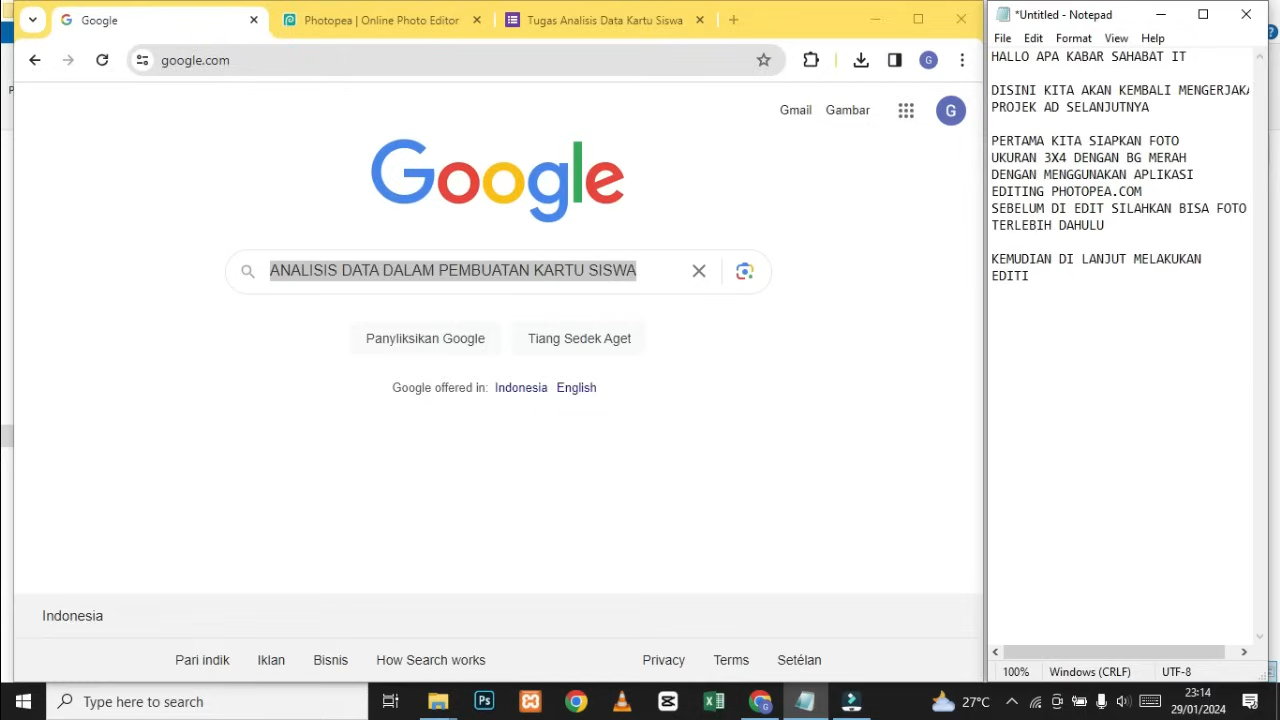 Google
Photopea | Online Photo Editor
Tugas Analisis Data Kartu Siswa
google.com
G
Gmail
Gambar
G
Google
ANALISIS DATA DALAM PEMBUATAN KARTU SISWA
Panyliksikan Google
Tiang Sedek Aget
Google offered in: Indonesia English
Indonesia
Pari indik
Iklan
Bisnis
How Search works
Privacy
Terms
Setélan
*Untitled - Notepad
File Edit Format View Help
HALLO APA KABAR SAHABAT IT
DISINI KITA AKAN KEMBALI MENGERJAKA
PROJEK AD SELANJUTNYA
PERTAMA KITA SIAPKAN FOTO
UKURAN 3X4 DENGAN BG MERAH
DENGAN MENGGUNAKAN APLIKASI
EDITING PHOTOPEA.COM
SEBELUM DI EDIT SILAHKAN BISA FOTO
TERLEBIH DAHULU
KEMUDIAN DI LANJUT MELAKUKAN
EDITI
100%
Windows (CRLF)
UTF-8
Type here to search
Ps
27°C
23:14
29/01/2024